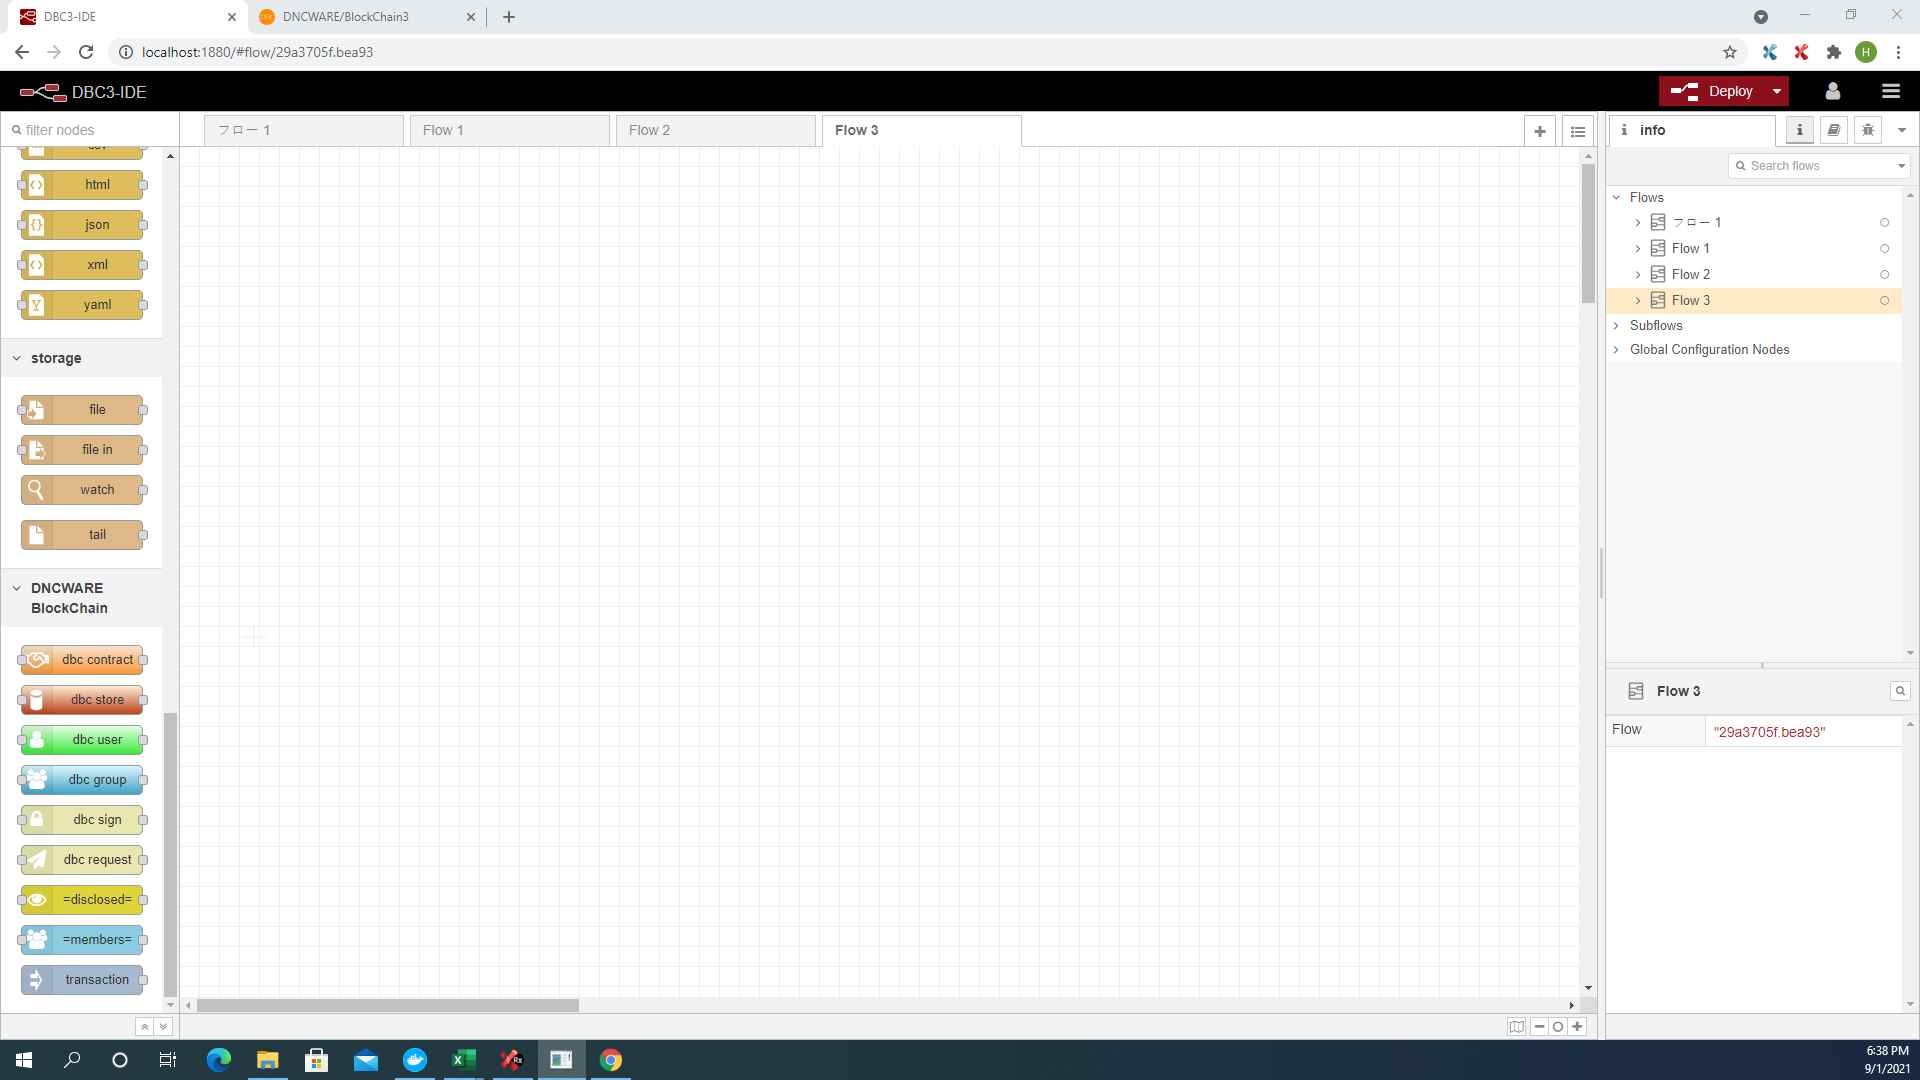 DBC3-IDE
DNCWARE/BlockChain3
localhost:1880/#flow/29a3705f.bea93
H
DBC3-IDE
Deploy
filter nodes
フロー 1
Flow 1
Flow 2
Flow 3
info
html
json
xml
yaml
storage
file
file in
watch
tail
DNCWARE
BlockChain
dbc contract
dbc store
dbc user
dbc group
dbc sign
dbc request
=disclosed=
=members=
transaction
Search flows
Flows
フロー 1
Flow 1
Flow 2
Flow 3
Subflows
Global Configuration Nodes
Flow 3
Flow
"29a3705f.bea93"
6:38 PM
9/1/2021